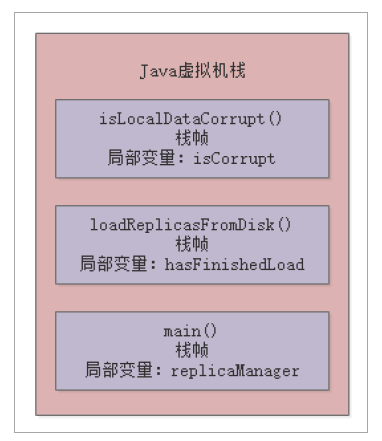 Java虚拟机栈
isLocalDataCorrupt()
栈帧
局部变量：isCorrupt
loadReplicasFromDisk()
栈帧
局部变量：hasFinishedLoad
main()
栈帧
局部变量：replicaManager